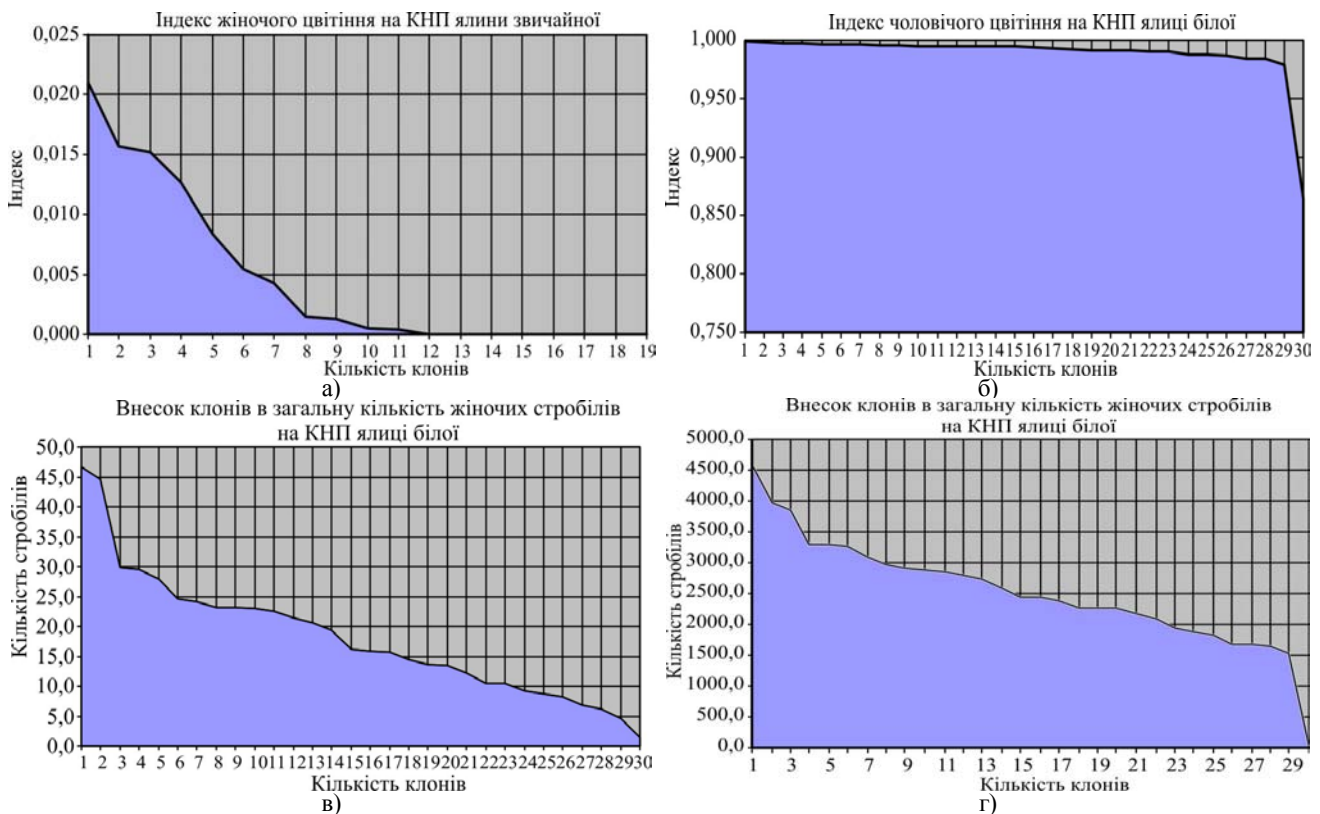 Індекс жіночого цвітіння на КНП ялини звичайної
0,025
0,020
0,015
0,010
0,005
0,000
Індекс
1 2 3 4 5 6 7 8 9 10 11 12 13 14 15 16 17 18 19
Кількість клонів
а)
Індекс чоловічого цвітіння на КНП ялиці білої
1,000
0,950
0,900
0,850
0,800
0,750
Індекс
1 2 3 4 5 6 7 8 9 10 11 12 13 14 15 16 17 18 19 20 21 22 23 24 25 26 27 28 29 30
Кількість клонів
б)
Внесок клонів в загальну кількість жіночих стробілів
на КНП ялиці білої
50,0
45,0
40,0
35,0
30,0
25,0
20,0
15,0
10,0
5,0
0,0
Кількість стробілів
1 2 3 4 5 6 7 8 9 10 11 12 13 14 15 16 17 18 19 20 21 22 23 24 25 26 27 28 29 30
Кількість клонів
в)
Внесок клонів в загальну кількість жіночих стробілів
на КНП ялиці білої
5000,0
4500,0
4000,0
3500,0
3000,0
2500,0
2000,0
1500,0
1000,0
500,0
0,0
Кількість стробілів
1 3 5 7 9 11 13 15 17 19 21 23 25 27 29
Кількість клонів
г)